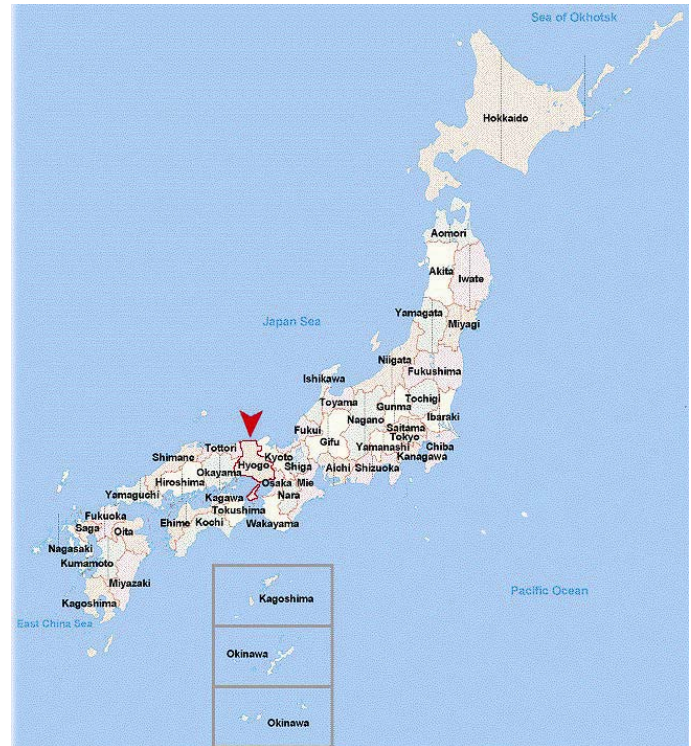 Sea of Okhotsk
Hokkaido
Aomori
Akita
Iwate
Yamagata
Miyagi
Japan Sea
Niigata
Fukushima
Ishikawa
Toyama
Tochigi
Gunma
Nagano
Ibaraki
Fukui
Saitama
Gifu
Tokyo
Tottori
Yamanashi
Chiba
Kyoto
Kanagawa
Shimane
Hyogo
Shiga
Aichi
Shizuoka
Okayama
Hiroshima
Osaka
Mie
Yamaguchi
Kagawa
Nara
Tokushima
Fukuoka
Ehime
Kochi
Wakayama
Saga
Oita
Nagasaki
Kumamoto
Miyazaki
Pacific Ocean
Kagoshima
Kagoshima
East China Sea
Okinawa
Okinawa